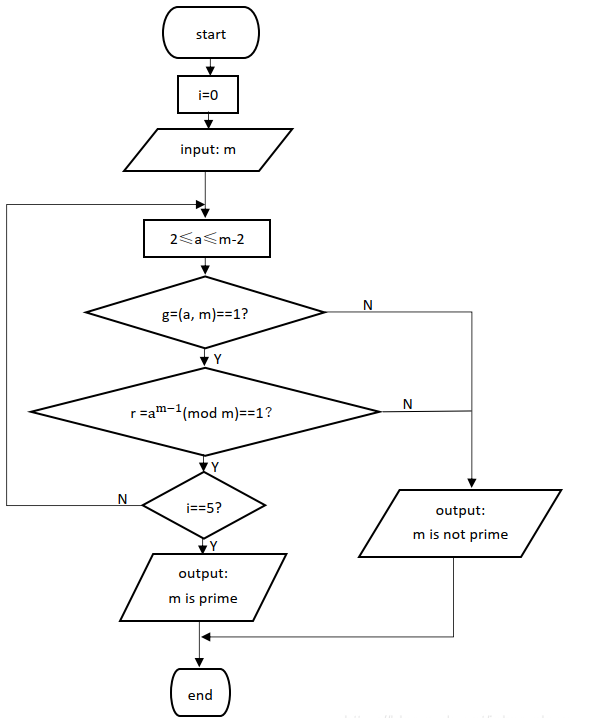 start
i=0
input: m
2≤a≤m-2
g=(a, m)==1?
N
Y
r =a^{m−1}(mod m)==1?
N
Y
i==5?
N
Y
output:
m is not prime
output:
m is prime
end